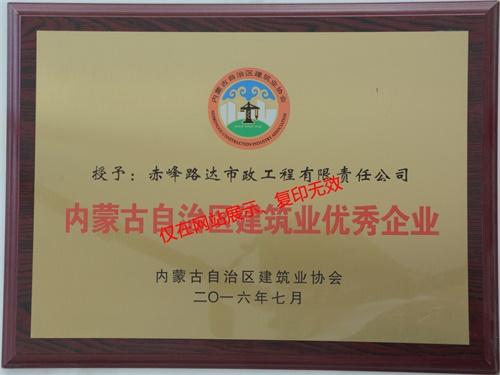 内蒙古自治区建筑业协会
授予：赤峰路达市政工程有限责任公司
内蒙古自治区建筑业优秀企业
仅在网站展示、复印无效
内蒙古自治区建筑业协会
二〇一六年七月